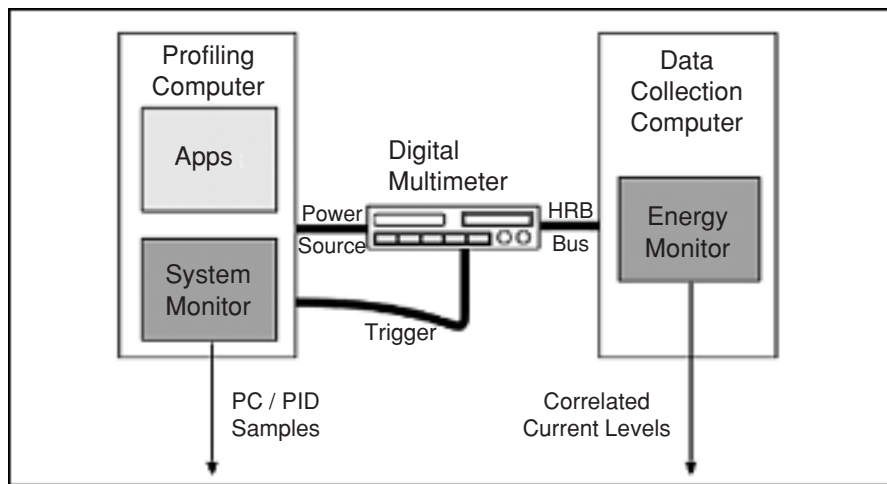 Profiling
Computer
Apps
System
Monitor
PC / PID
Samples
Power
Source
Trigger
Digital
Multimeter
HRB
Bus
Data
Collection
Computer
Energy
Monitor
Correlated
Current Levels